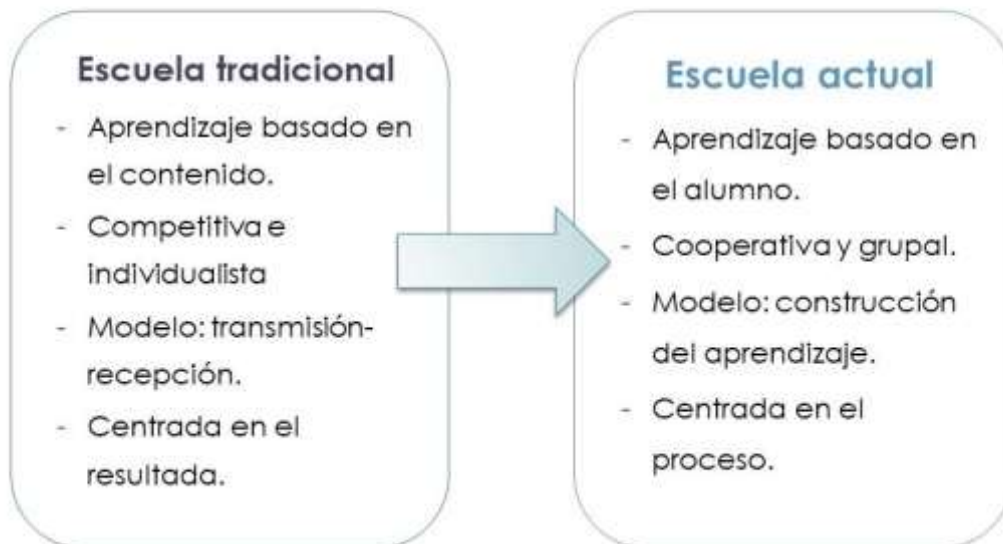 Escuela tradicional
- Aprendizaje basado en
el contenido.
- Competitiva e
individualista
- Modelo: transmisión-
recepción.
- Centrada en el
resultada.
Escuela actual
- Aprendizaje basado en
el alumno.
- Cooperativa y grupal.
- Modelo: construcción
del aprendizaje.
- Centrada en el
proceso.